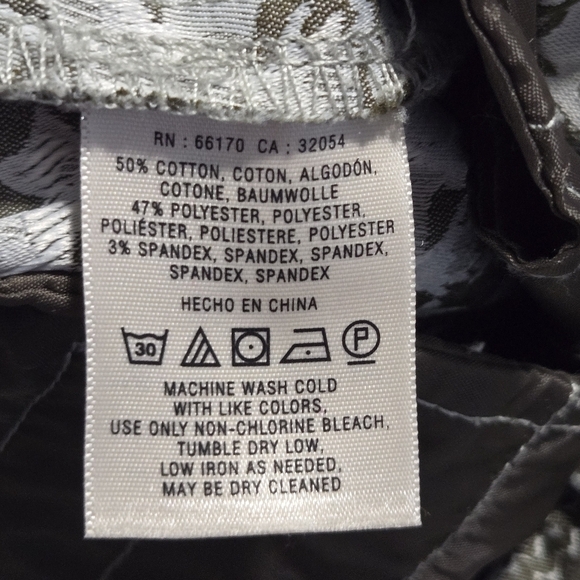 RN : 66170 CA : 32054
50% COTTON, COTON, ALGODÓN,
COTONE, BAUMWOLLE
47% POLYESTER, POLYESTER,
POLIÉSTER, POLIESTERE, POLYESTER
3% SPANDEX, SPANDEX, SPANDEX,
SPANDEX, SPANDEX
HECHO EN CHINA
30 P
MACHINE WASH COLD
WITH LIKE COLORS,
USE ONLY NON-CHLORINE BLEACH,
TUMBLE DRY LOW,
LOW IRON AS NEEDED,
MAY BE DRY CLEANED